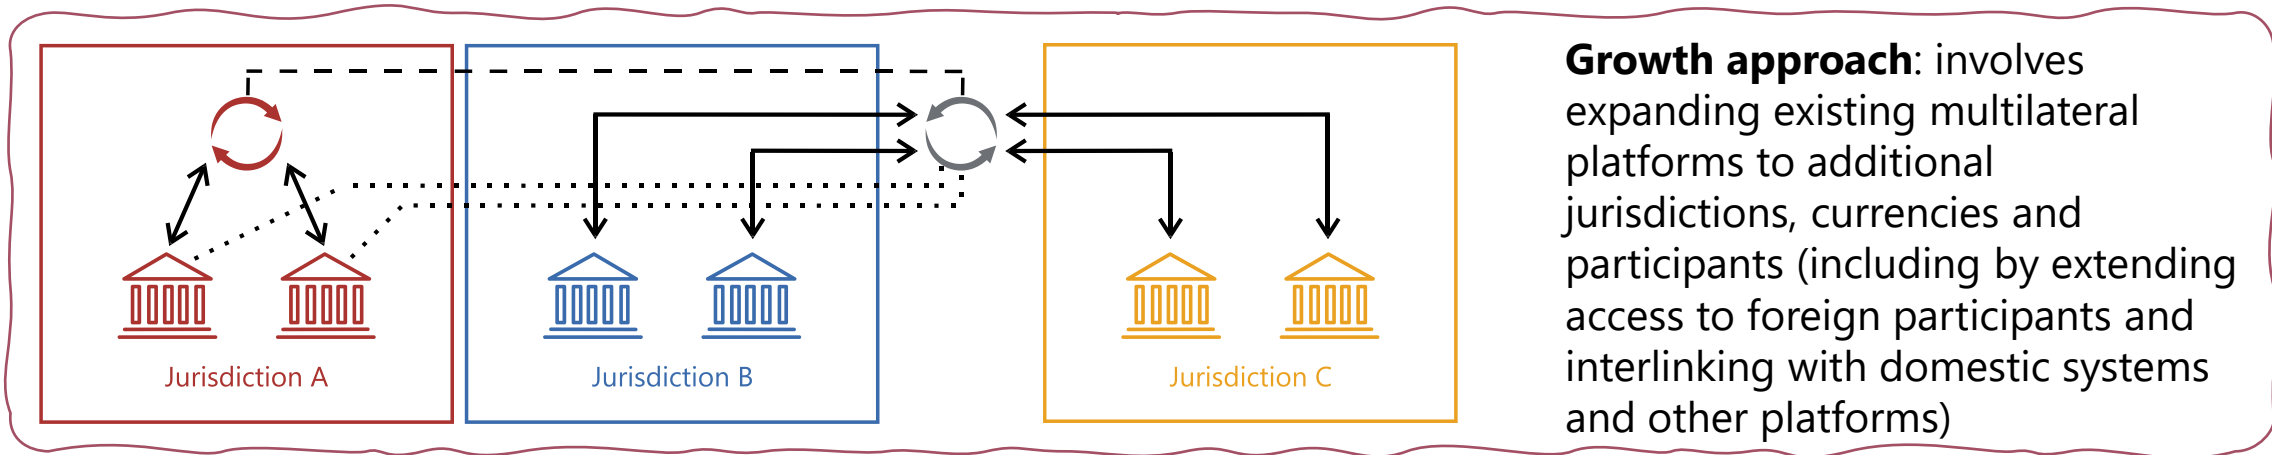 Jurisdiction A
Jurisdiction B
Jurisdiction C
Growth approach: involves
expanding existing multilateral
platforms to additional
jurisdictions, currencies and
participants (including by extending
access to foreign participants and
interlinking with domestic systems
and other platforms)